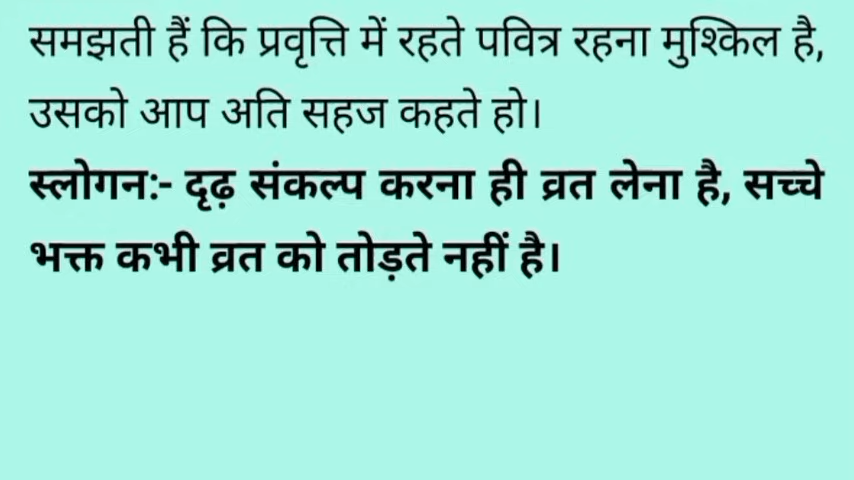 समझती हैं कि प्रवृत्ति में रहते पवित्र रहना मुश्किल है,
उसको आप अति सहज कहते हो।
स्लोगन:- दृढ़ संकल्प करना ही व्रत लेना है, सच्चे
भक्त कभी व्रत को तोड़ते नहीं है।